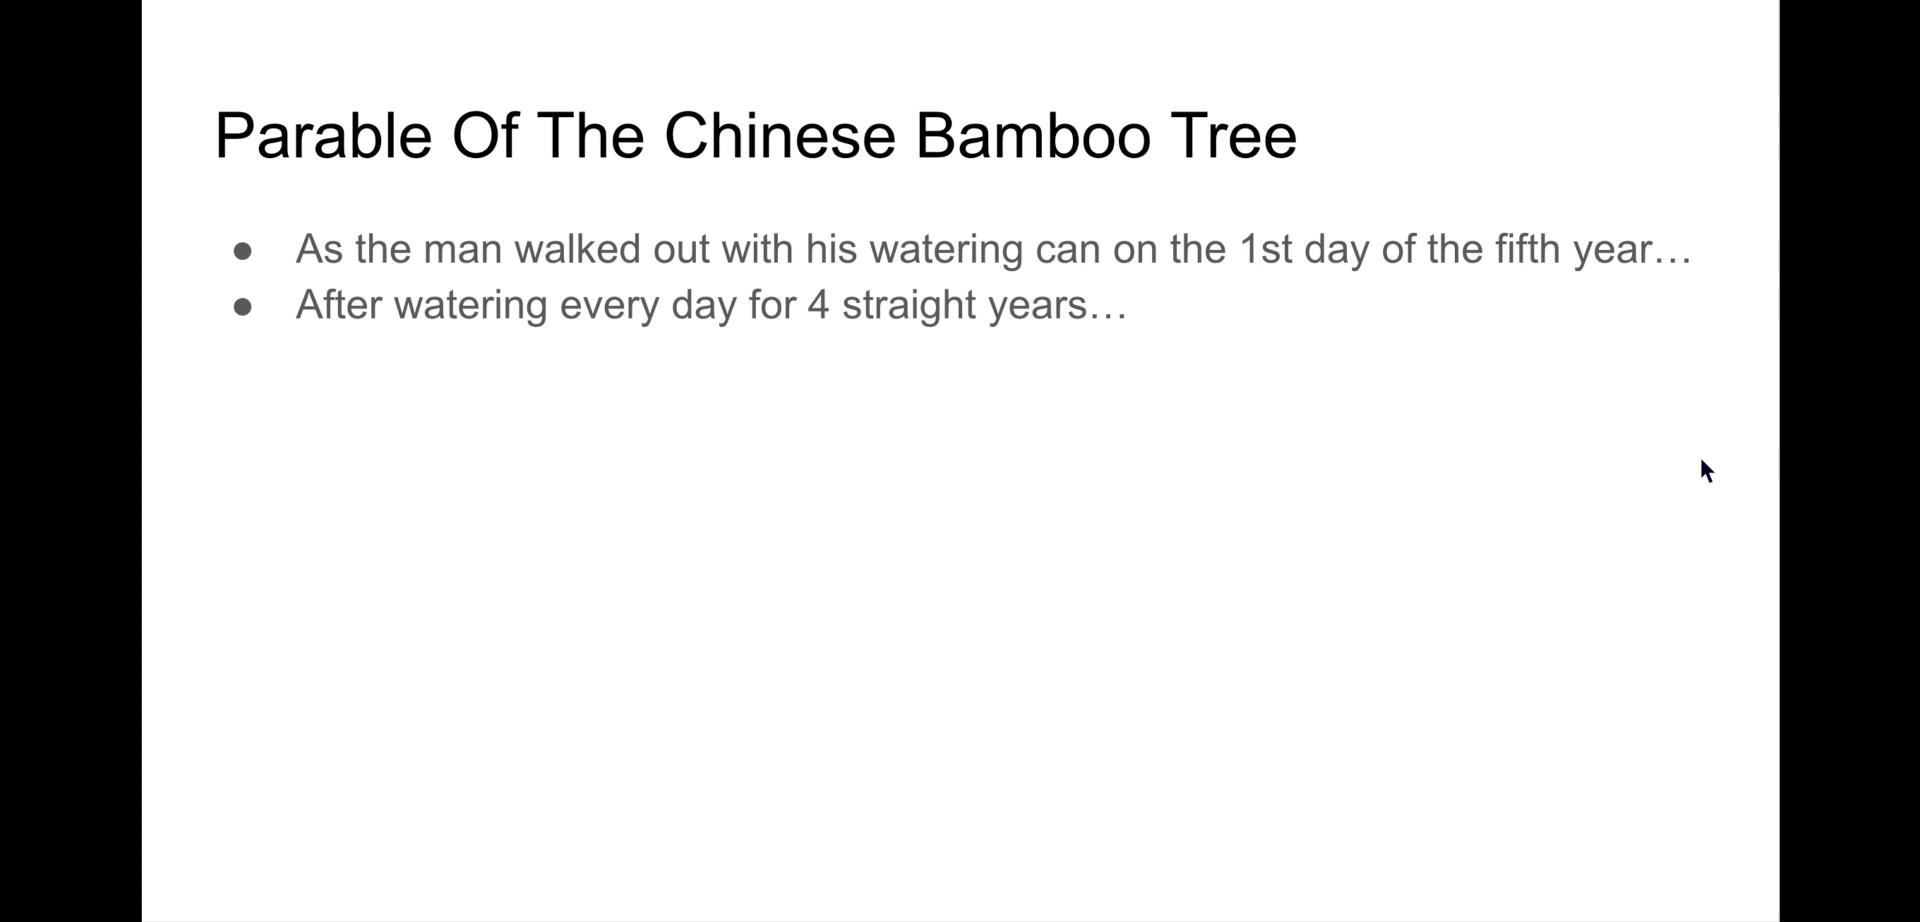 Parable Of The Chinese Bamboo Tree
● As the man walked out with his watering can on the 1st day of the fifth year…
● After watering every day for 4 straight years…